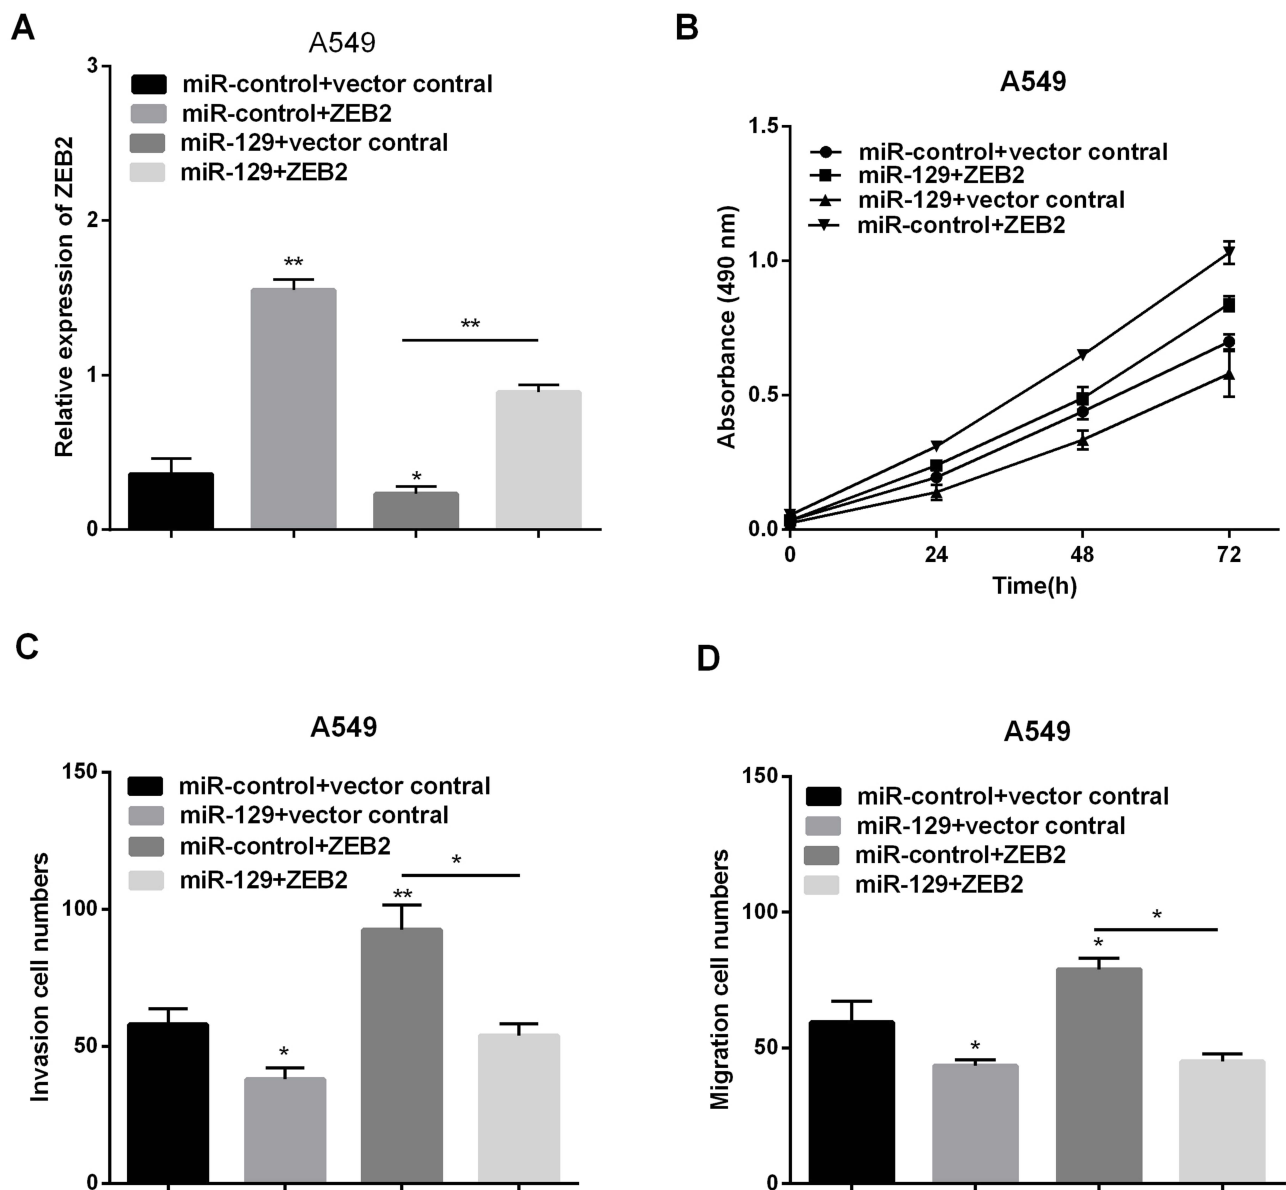 A
A549
3
2
1
0
Relative expression of ZEB2
miR-control+vector contral
miR-control+ZEB2
miR-129+vector contral
miR-129+ZEB2
**
*
**
B
A549
1.5
1.0
0.5
0.0
Absorbance (490 nm)
miR-control+vector contral
miR-129+ZEB2
miR-129+vector contral
miR-control+ZEB2
0 24 48 72
Time(h)
C
A549
150
100
50
0
Invasion cell numbers
miR-control+vector contral
miR-129+vector contral
miR-control+ZEB2
miR-129+ZEB2
*
**
*
D
A549
150
100
50
0
Migration cell numbers
miR-control+vector contral
miR-129+vector contral
miR-control+ZEB2
miR-129+ZEB2
*
*
*